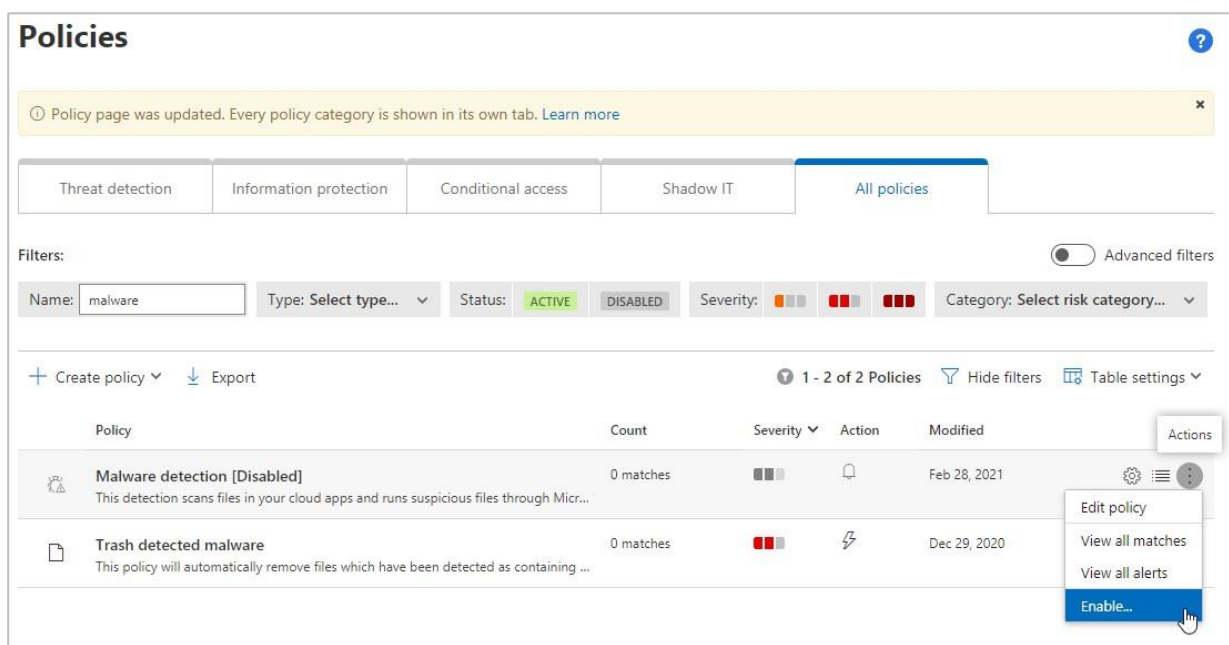 Policies
?
Policy page was updated. Every policy category is shown in its own tab. Learn more
Threat detection
Information protection
Conditional access
Shadow IT
All policies
Filters:
Advanced filters
Name: malware
Type: Select type...
Status: ACTIVE DISABLED
Severity:
Category: Select risk category...
Create policy
Export
1 - 2 of 2 Policies
Hide filters
Table settings
Policy
Count
Severity
Action
Modified
Actions
Malware detection [Disabled]
This detection scans files in your cloud apps and runs suspicious files through Micr...
0 matches
Feb 28, 2021
Trash detected malware
This policy will automatically remove files which have been detected as containing ...
0 matches
Dec 29, 2020
Edit policy
View all matches
View all alerts
Enable...